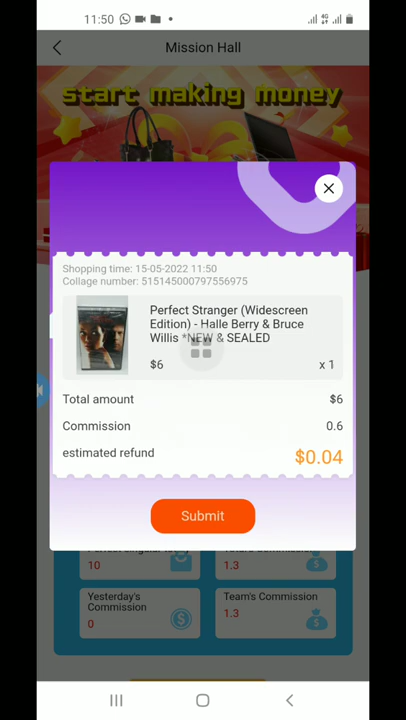 11:50
4G
Mission Hall
start making money
Shopping time: 15-05-2022 11:50
Collage number: 515145000797556975
Perfect Stranger (Widescreen
Edition) - Halle Berry & Bruce
Willis *NEW & SEALED
$6
x 1
Total amount
$6
Commission
0.6
estimated refund
$0.04
Submit
10
1.3
Yesterday's
Commission
0
Team's Commission
1.3